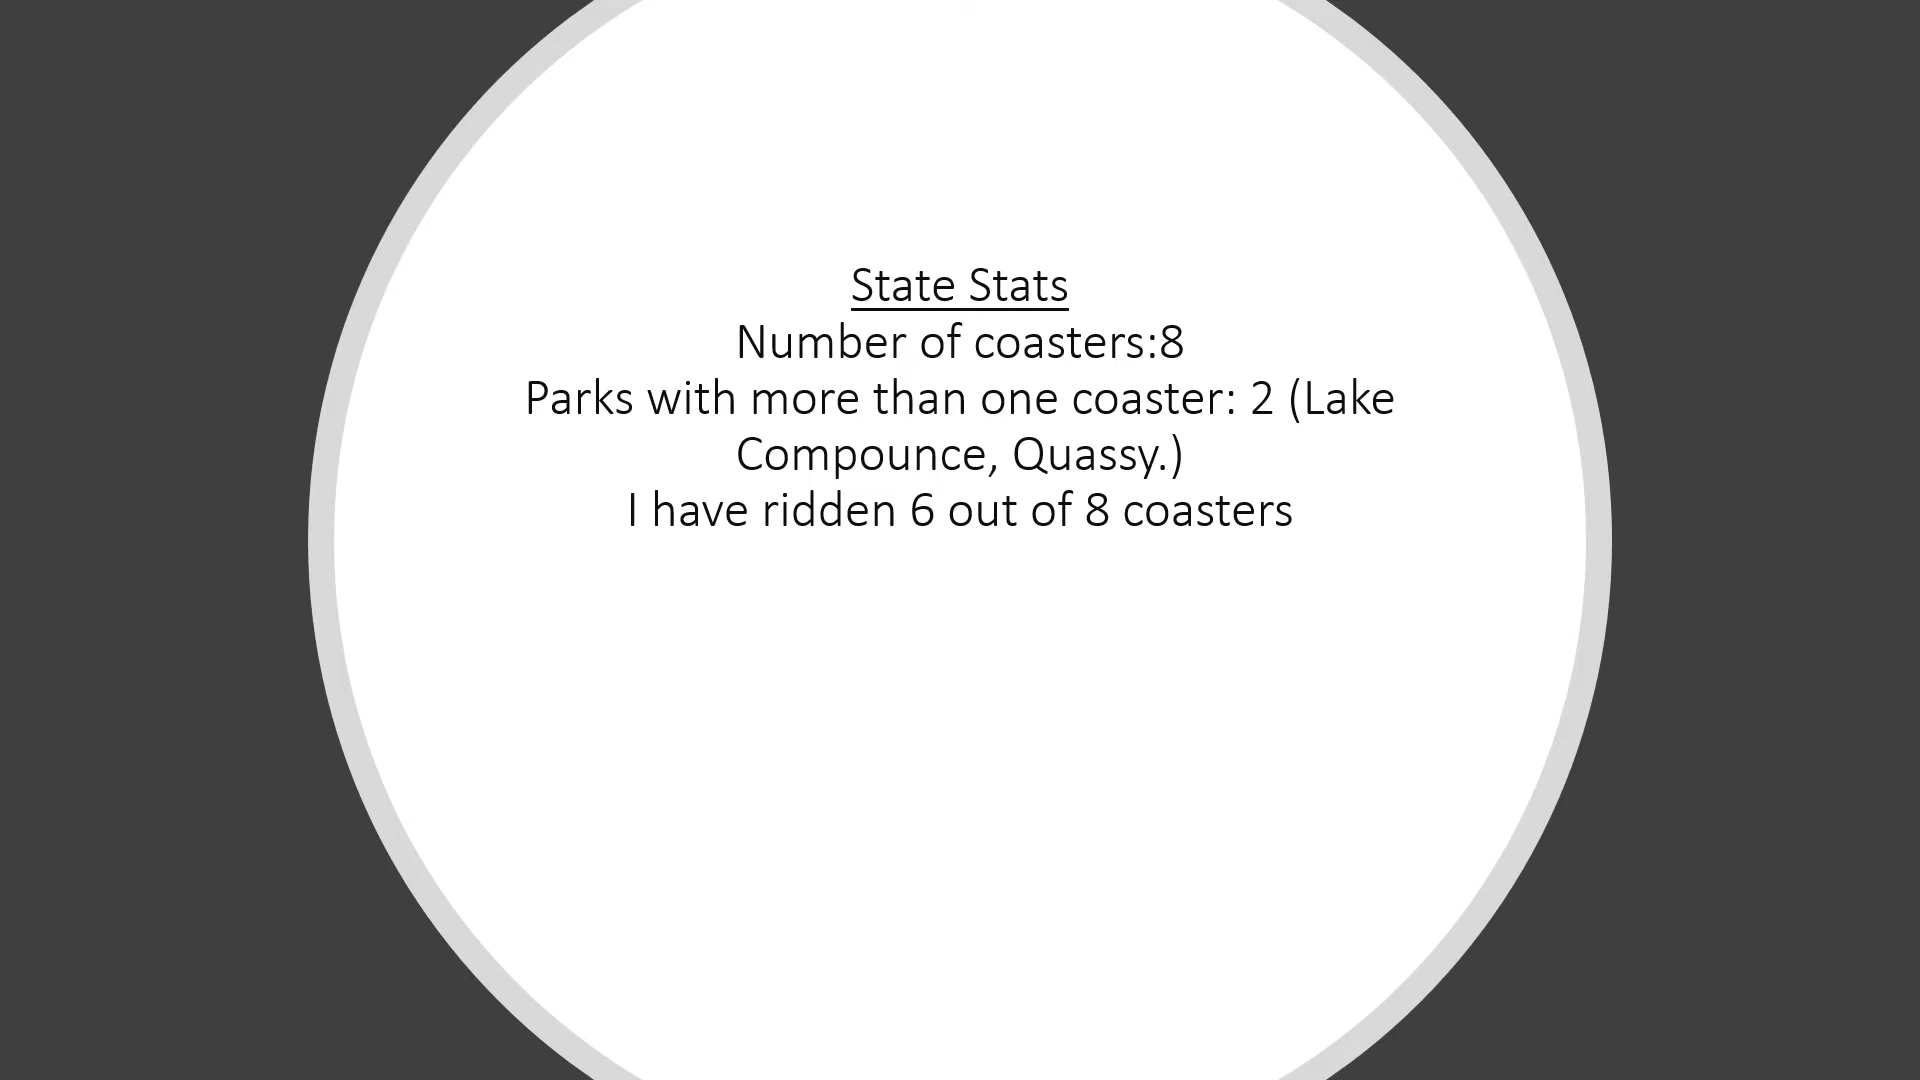 State Stats
Number of coasters:8
Parks with more than one coaster: 2 (Lake
Compounce, Quassy.)
I have ridden 6 out of 8 coasters